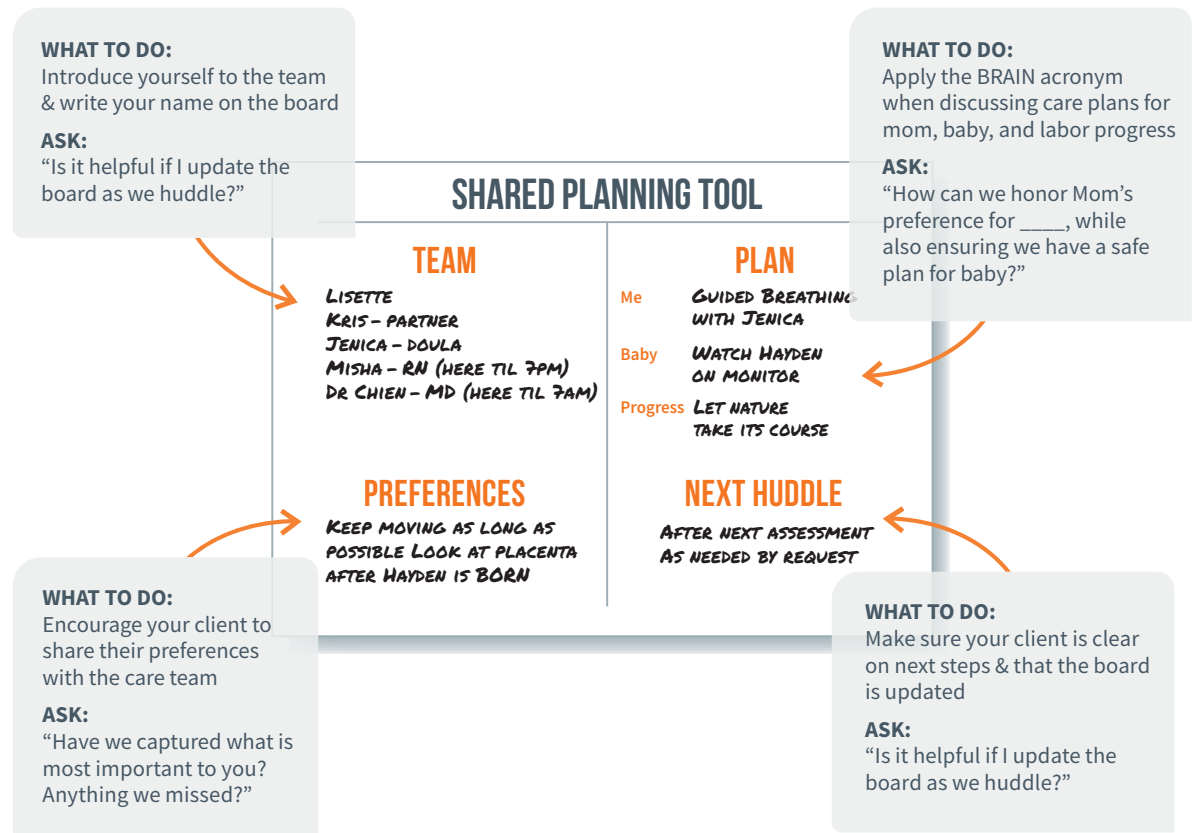 WHAT TO DO:
Introduce yourself to the team
& write your name on the board
ASK:
“Is it helpful if I update the
board as we huddle?”
WHAT TO DO:
Apply the BRAIN acronym
when discussing care plans for
mom, baby, and labor progress
ASK:
“How can we honor Mom’s
preference for ____, while
also ensuring we have a safe
plan for baby?”
SHARED PLANNING TOOL
TEAM
LISETTE
KRIS – PARTNER
JENICA – DOULA
MISHA – RN (HERE TIL 7PM)
DR CHIEN – MD (HERE TIL 7AM)
PLAN
Me
GUIDED BREATHING
WITH JENICA
Baby
WATCH HAYDEN
ON MONITOR
Progress
LET NATURE
TAKE ITS COURSE
PREFERENCES
KEEP MOVING AS LONG AS
POSSIBLE LOOK AT PLACENTA
AFTER HAYDEN IS BORN
NEXT HUDDLE
AFTER NEXT ASSESSMENT
AS NEEDED BY REQUEST
WHAT TO DO:
Encourage your client to
share their preferences
with the care team
ASK:
“Have we captured what is
most important to you?
Anything we missed?”
WHAT TO DO:
Make sure your client is clear
on next steps & that the board
is updated
ASK:
“Is it helpful if I update the
board as we huddle?”